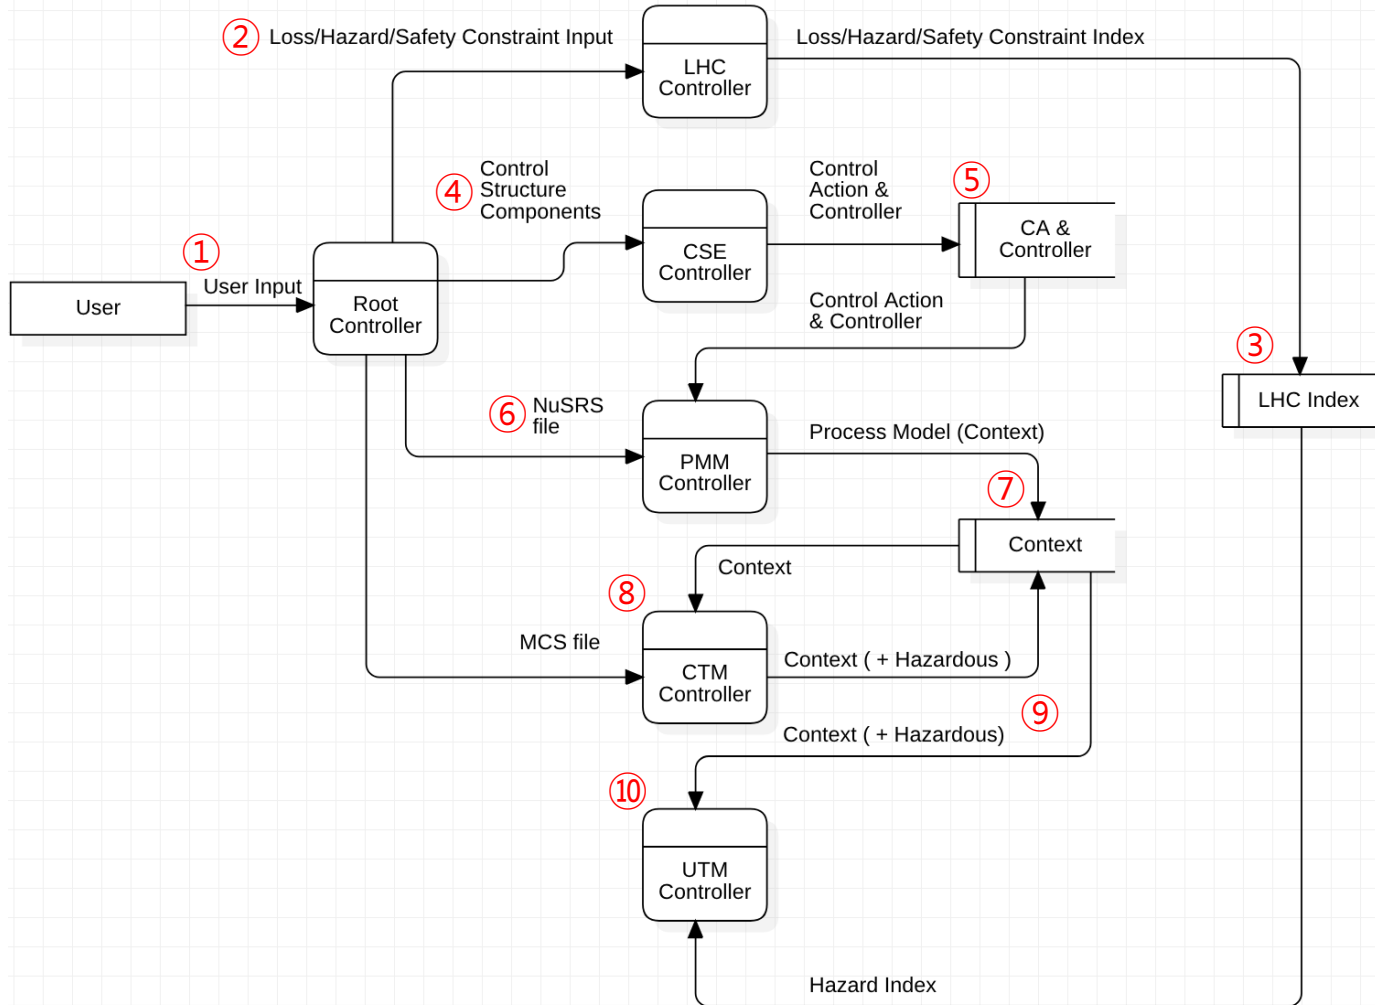 ② Loss/Hazard/Safety Constraint Input
Loss/Hazard/Safety Constraint Index
LHC
Controller
④ Control
Structure
Components
Control
Action &
Controller
⑤
CSE
Controller
CA &
Controller
①
User Input
User
Root
Controller
Control Action
& Controller
③
LHC Index
⑥ NuSRS
file
PMM
Controller
Process Model (Context)
⑦
Context
Context
⑧
MCS file
CTM
Controller
Context ( + Hazardous )
⑨
Context ( + Hazardous)
⑩
UTM
Controller
Hazard Index